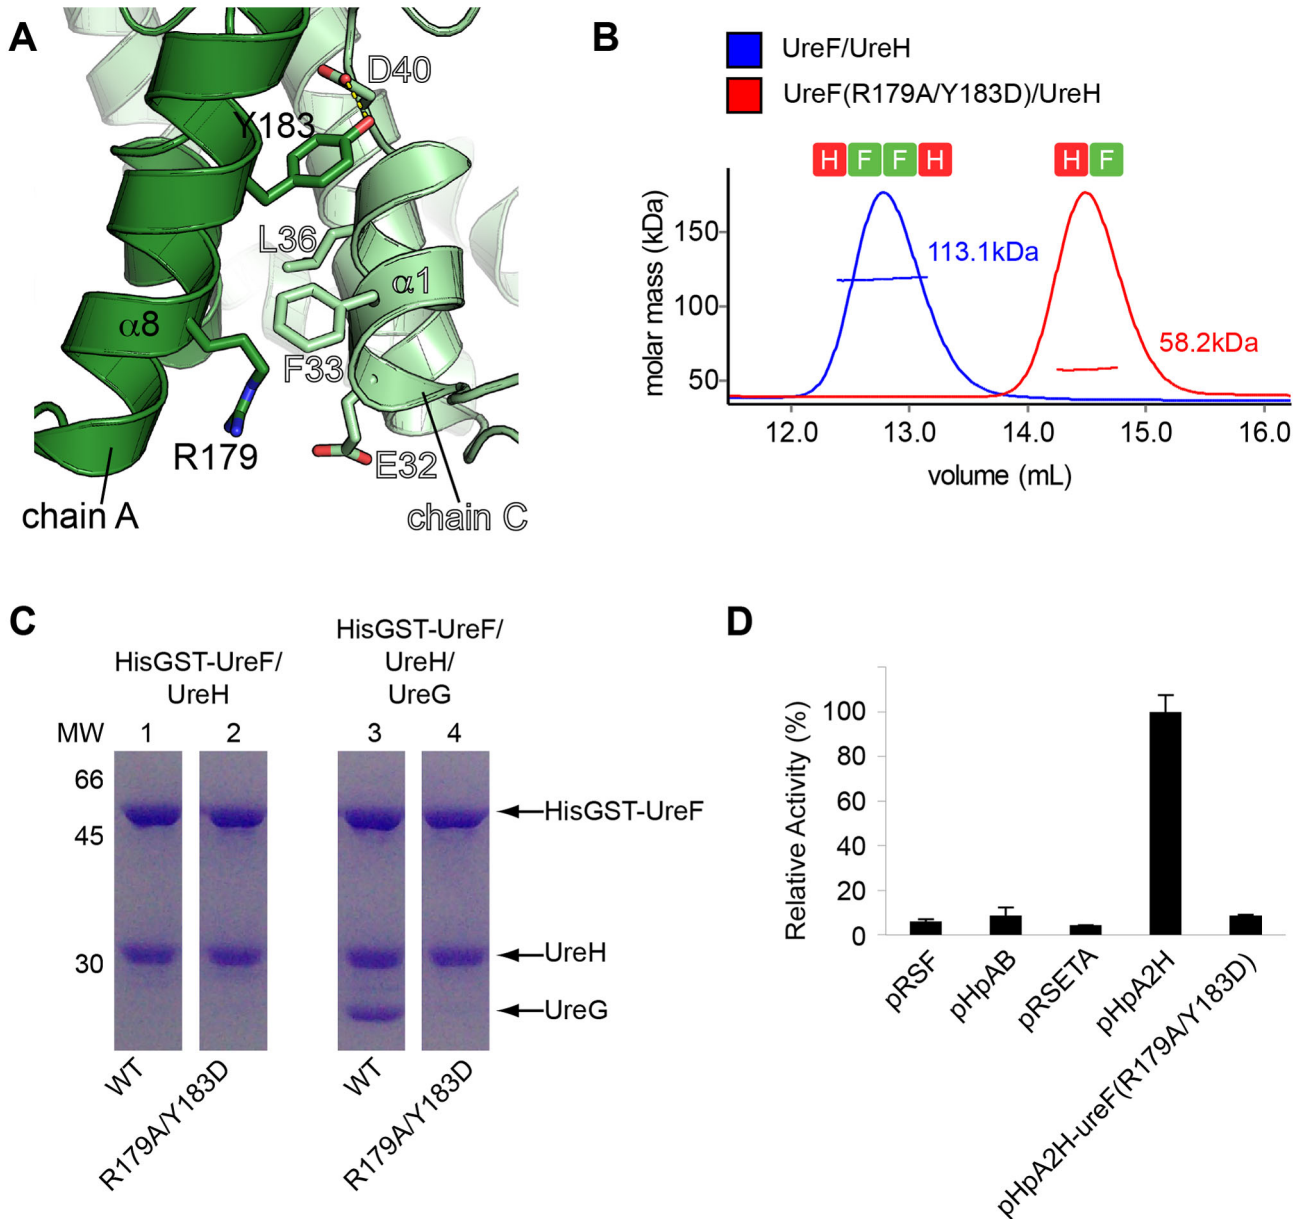 A
D40
Y183
L36
α1
α8
F33
R179
E32
chain A
chain C
B
UreF/UreH
UreF(R179A/Y183D)/UreH
H F F H
H F
molar mass (kDa)
150
100
50
113.1kDa
58.2kDa
12.0 13.0 14.0 15.0 16.0
volume (mL)
C
HisGST-UreF/
UreH
HisGST-UreF/
UreH/
UreG
MW 1 2 3 4
66
45
30
HisGST-UreF
UreH
UreG
WT
R179A/Y183D
WT
R179A/Y183D
D
Relative Activity (%)
100
80
60
40
20
0
pRSF
pHpAB
pRSETA
pHpA2H
pHpA2H-ureF(R179A/Y183D)